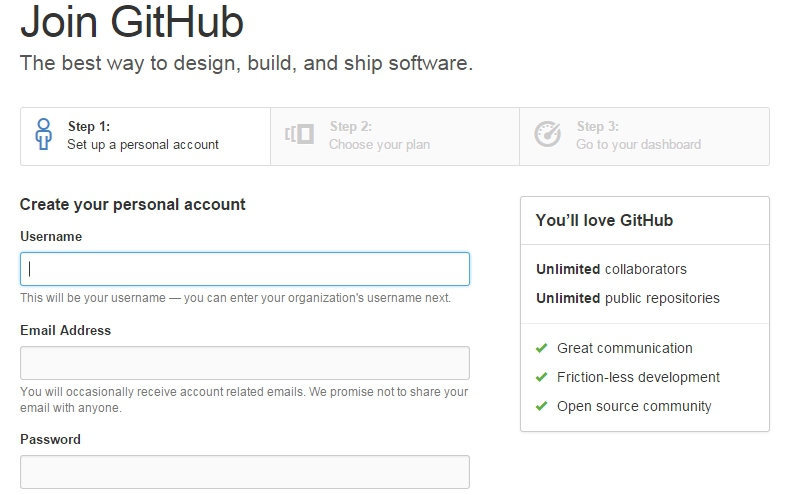 Join GitHub
The best way to design, build, and ship software.
Step 1:
Set up a personal account
Step 2:
Choose your plan
Step 3:
Go to your dashboard
Create your personal account
Username
This will be your username — you can enter your organization's username next.
Email Address
You will occasionally receive account related emails. We promise not to share your
email with anyone.
Password
You’ll love GitHub
Unlimited collaborators
Unlimited public repositories
Great communication
Friction-less development
Open source community